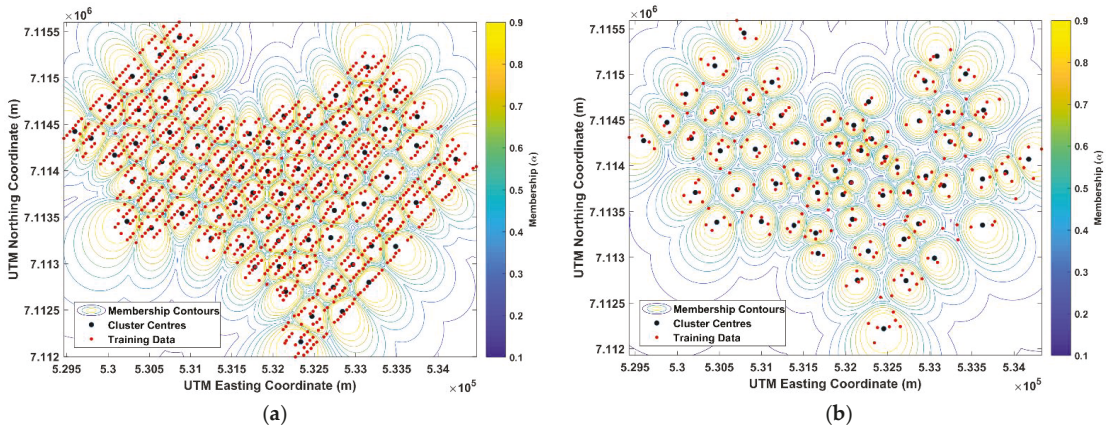 ×10⁶
7.1155
7.115
7.1145
7.114
7.1135
7.113
7.1125
7.112
UTM Northing Coordinate (m)
Membership Contours
Cluster Centres
Training Data
5.295 5.3 5.305 5.31 5.315 5.32 5.325 5.33 5.335 5.34
UTM Easting Coordinate (m)
×10⁵
0.9
0.8
0.7
0.6
0.5
0.4
0.3
0.2
0.1
Membership (α)
(a)
×10⁶
7.1155
7.115
7.1145
7.114
7.1135
7.113
7.1125
7.112
UTM Northing Coordinate (m)
Membership Contours
Cluster Centres
Training Data
5.295 5.3 5.305 5.31 5.315 5.32 5.325 5.33 5.335 5.34
UTM Easting Coordinate (m)
×10⁵
0.9
0.8
0.7
0.6
0.5
0.4
0.3
0.2
0.1
Membership (α)
(b)